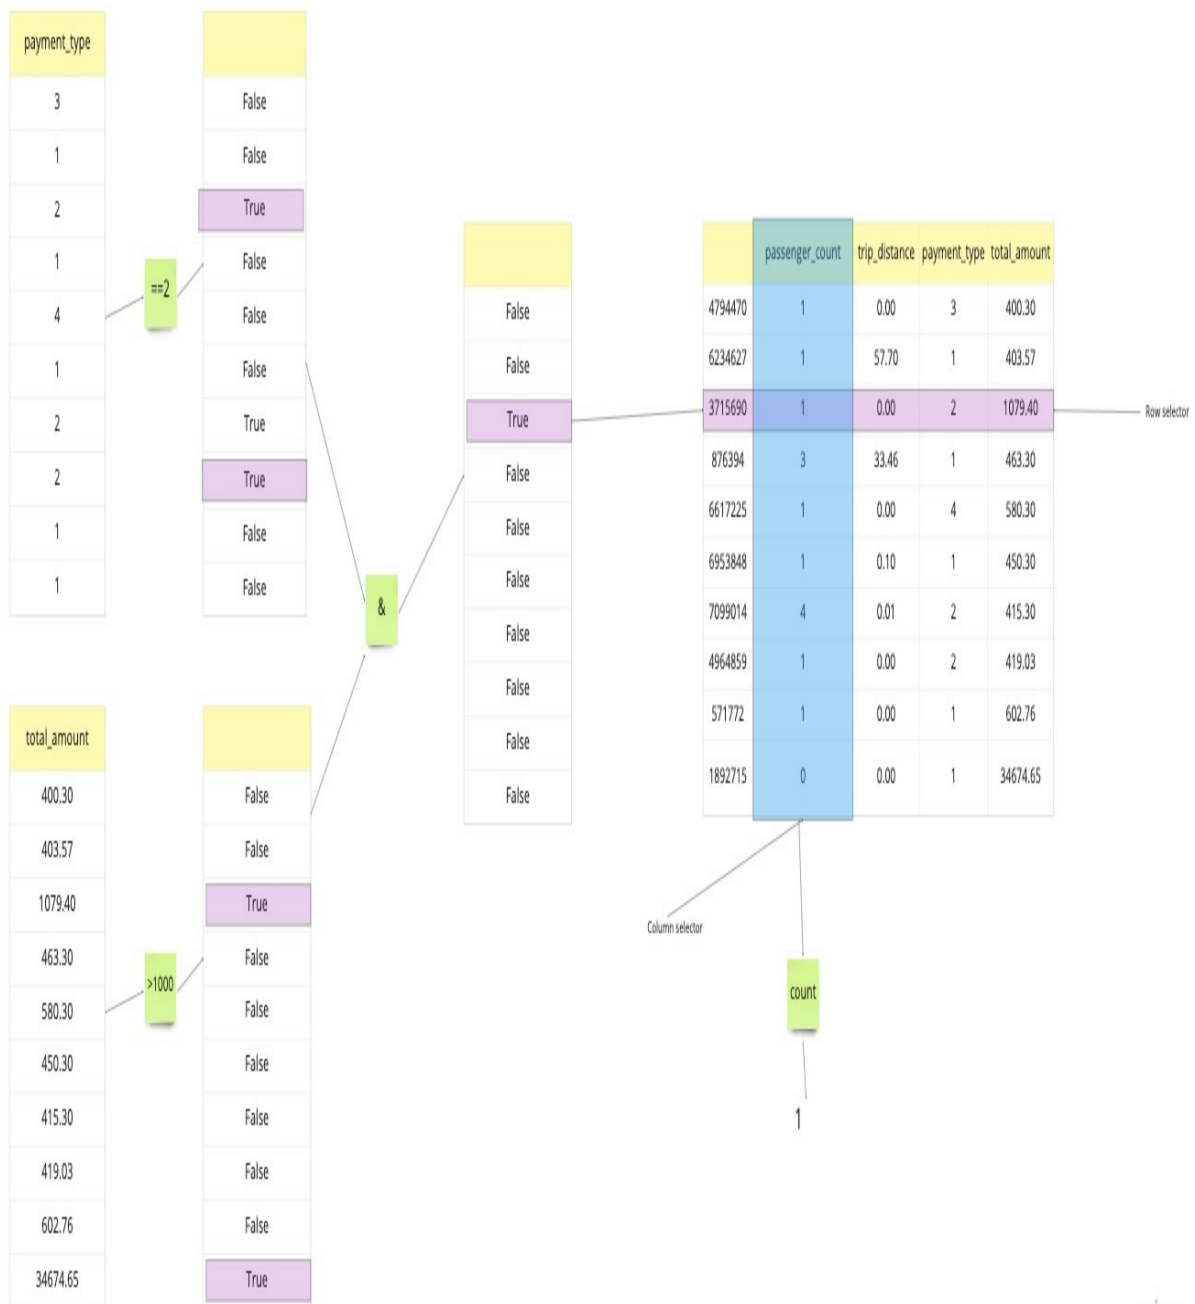 payment_type
3
1
2
1
4
1
2
2
1
1
==2
False
False
True
False
False
False
True
True
False
False
total_amount
400.30
403.57
1079.40
463.30
580.30
450.30
415.30
419.03
602.76
34674.65
>1000
False
False
True
False
False
False
False
False
False
True
&
False
False
True
False
False
False
False
False
False
False
passenger_count trip_distance payment_type total_amount
4794470 1 0.00 3 400.30
6234627 1 57.70 1 403.57
3715690 1 0.00 2 1079.40
876394 3 33.46 1 463.30
6617225 1 0.00 4 580.30
6953848 1 0.10 1 450.30
7099014 4 0.01 2 415.30
4964859 1 0.00 2 419.03
571772 1 0.00 1 602.76
1892715 0 0.00 1 34674.65
Row selector
Column selector
count
1